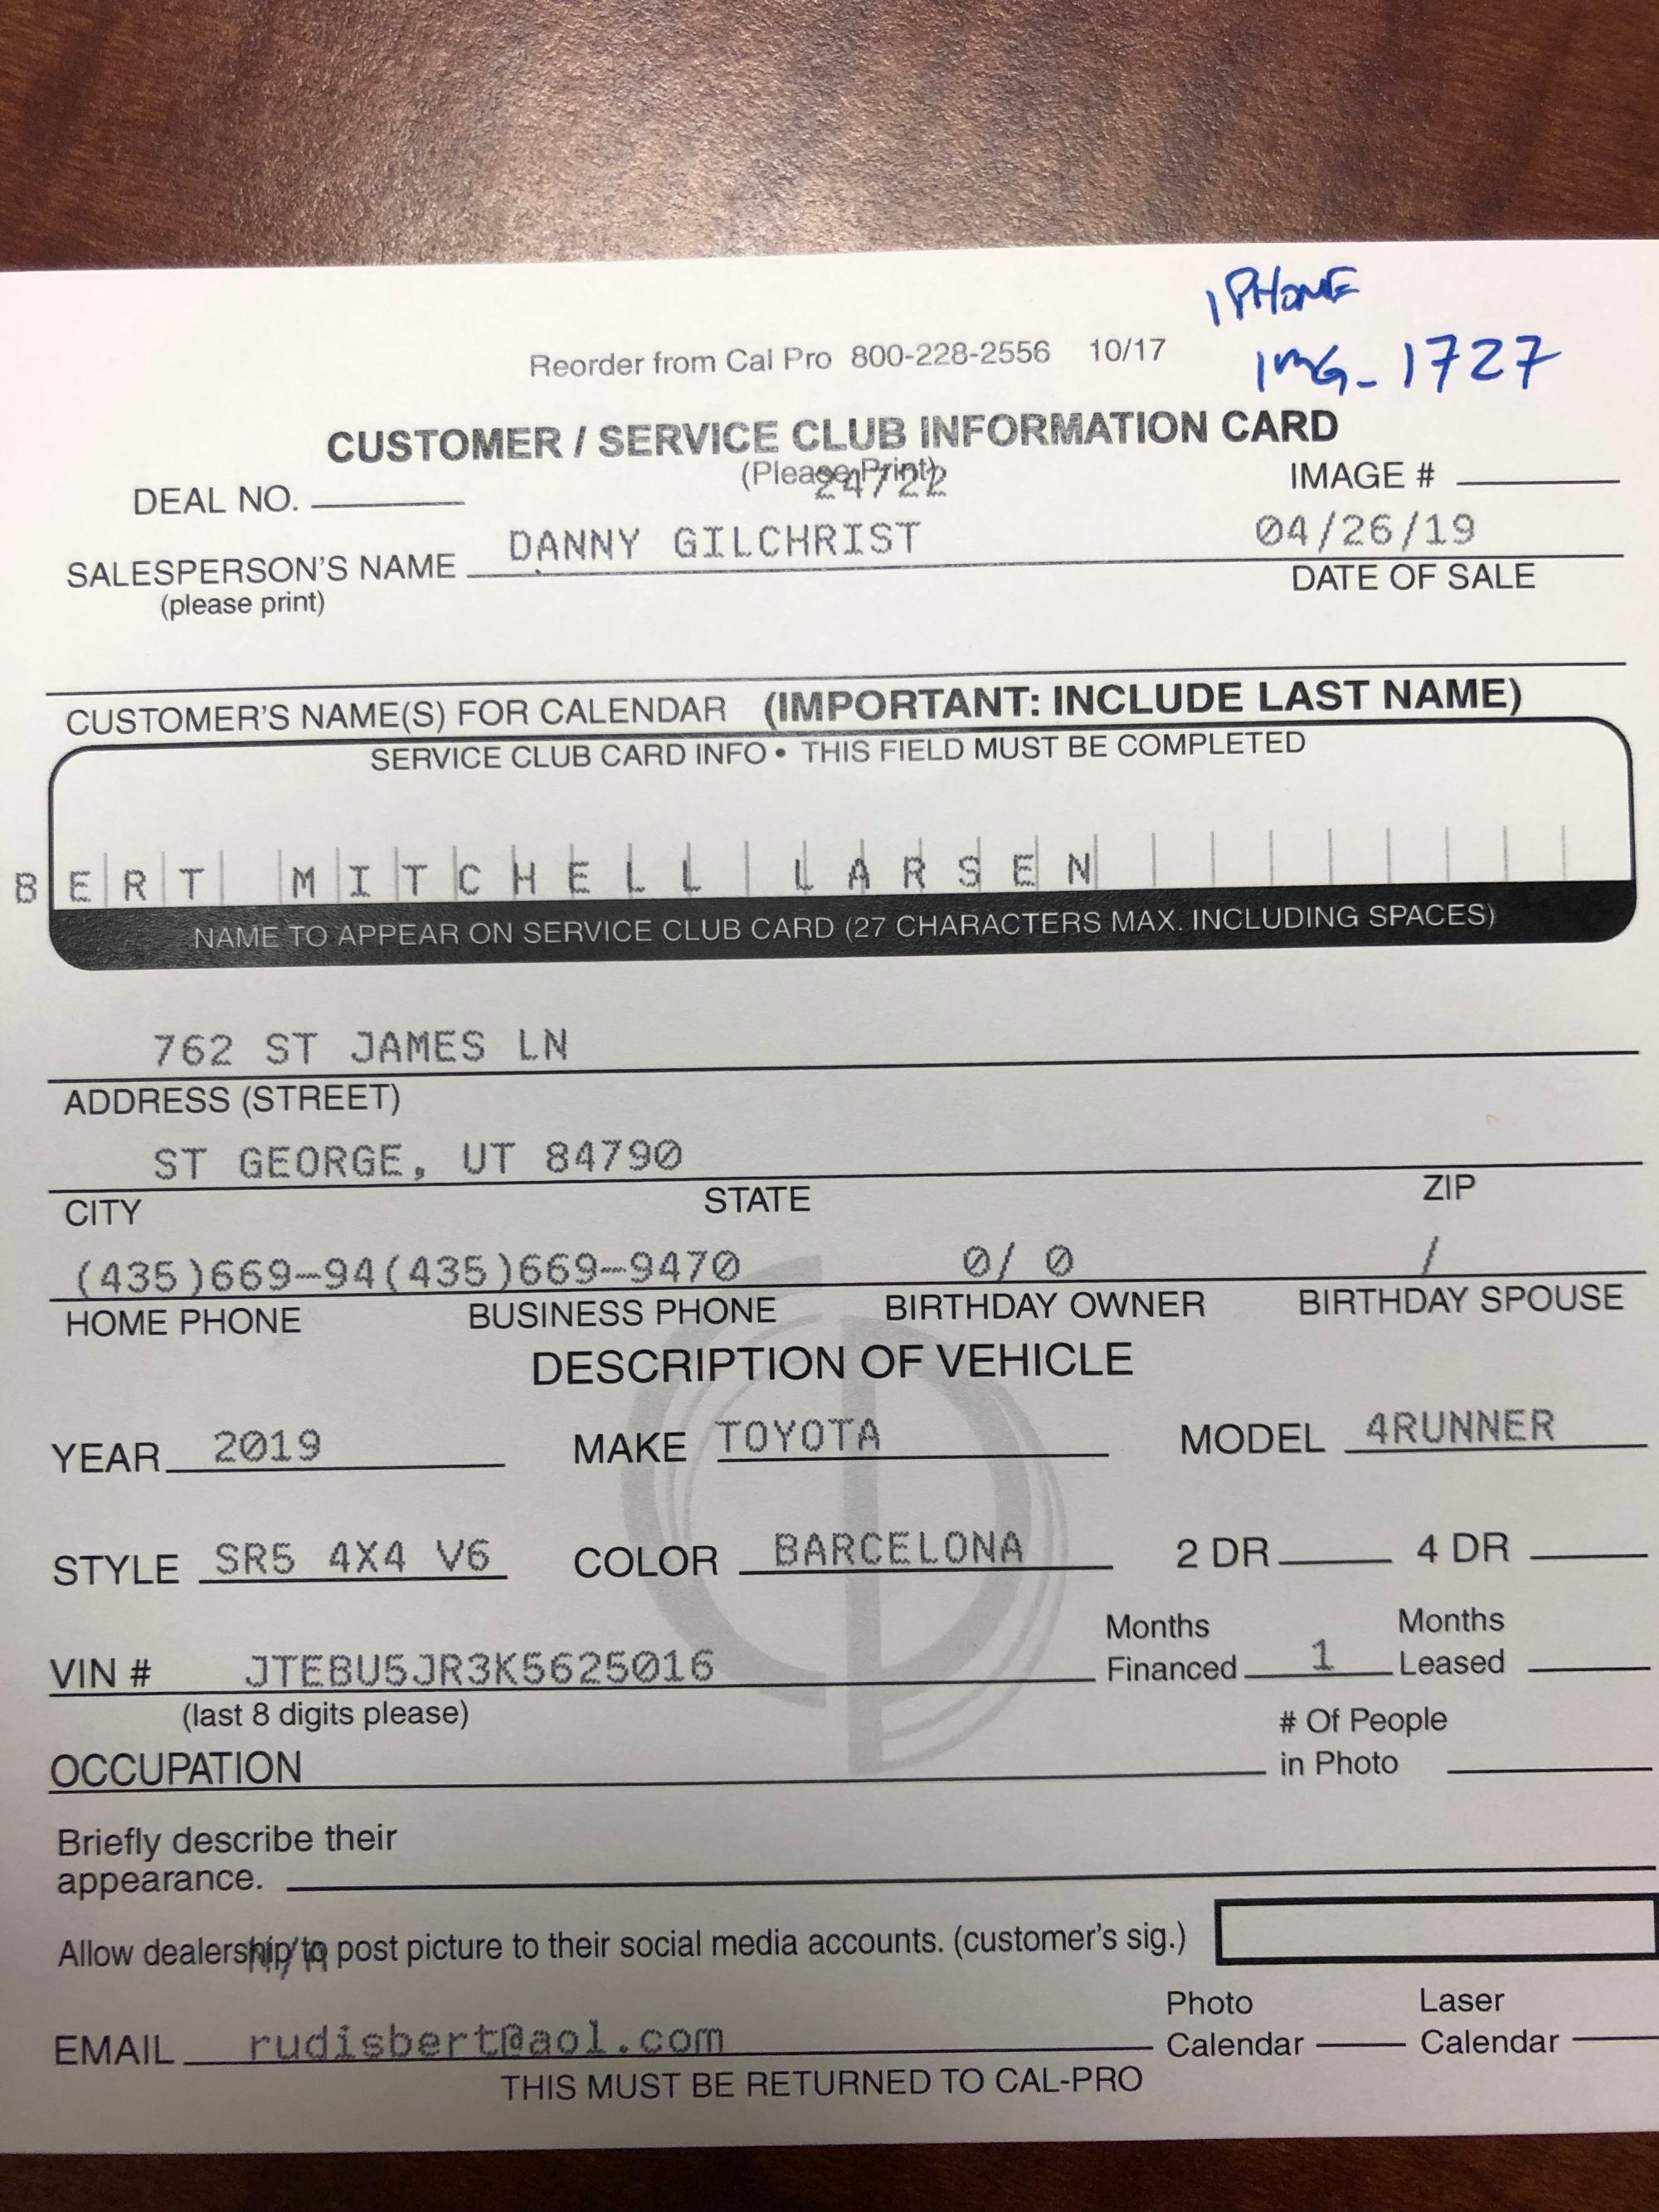 IPHONE
Reorder from Cal Pro 800-228-2556 10/17
IMG_1727
CUSTOMER / SERVICE CLUB INFORMATION CARD
(Please Print)
24722
DEAL NO. IMAGE #
DANNY GILCHRIST 04/26/19
SALESPERSON'S NAME DATE OF SALE
(please print)
CUSTOMER'S NAME(S) FOR CALENDAR (IMPORTANT: INCLUDE LAST NAME)
SERVICE CLUB CARD INFO • THIS FIELD MUST BE COMPLETED
BERT MITCHELL LARSEN
NAME TO APPEAR ON SERVICE CLUB CARD (27 CHARACTERS MAX. INCLUDING SPACES)
762 ST JAMES LN
ADDRESS (STREET)
ST GEORGE, UT 84790
CITY STATE ZIP
(435)669-94(435)669-9470 0/ 0 /
HOME PHONE BUSINESS PHONE BIRTHDAY OWNER BIRTHDAY SPOUSE
DESCRIPTION OF VEHICLE
YEAR 2019 MAKE TOYOTA MODEL 4RUNNER
STYLE SR5 4X4 V6 COLOR BARCELONA 2 DR 4 DR
Months Months
VIN # JTEBU5JR3K5625016 Financed 1 Leased
(last 8 digits please)
# Of People
OCCUPATION in Photo
Briefly describe their
appearance.
N/A
Allow dealership to post picture to their social media accounts. (customer's sig.)
Photo Laser
EMAIL rudisbert@aol.com Calendar Calendar
THIS MUST BE RETURNED TO CAL-PRO